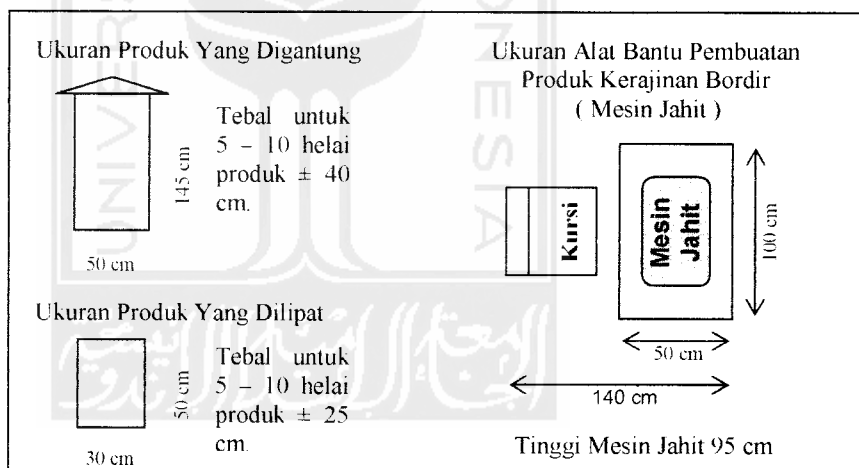 Ukuran Produk Yang Digantung
Tebal untuk
5 – 10 helai
produk ± 40
cm.
145 cm
50 cm
Ukuran Produk Yang Dilipat
Tebal untuk
5 – 10 helai
produk ± 25
cm.
50 cm
30 cm
Ukuran Alat Bantu Pembuatan
Produk Kerajinan Bordir
( Mesin Jahit )
Kursi
Mesin
Jahit
100 cm
50 cm
140 cm
Tinggi Mesin Jahit 95 cm